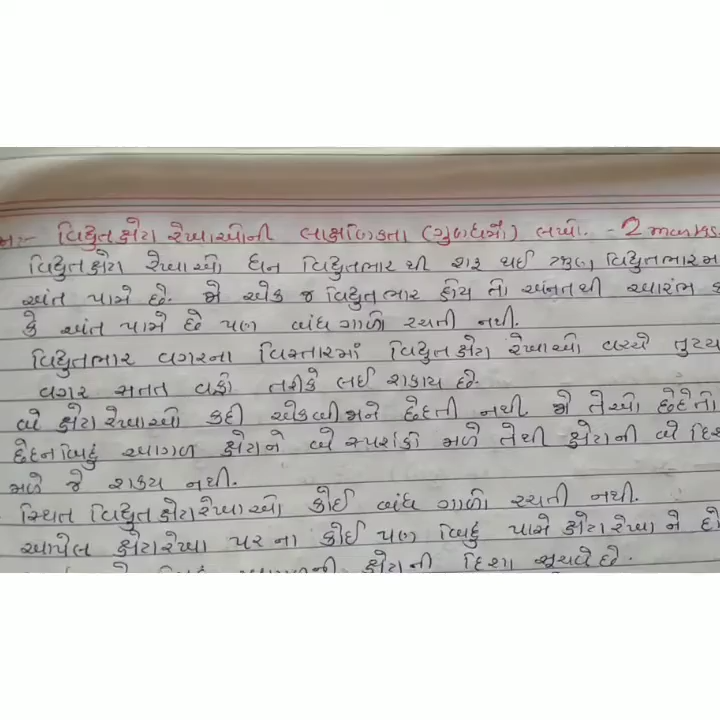 વિદ્યુતક્ષેત્ર રેખાઓની લાક્ષણિકતા (ગુણધર્મો) લખો. - 2 marks.
વિદ્યુતક્ષેત્ર રેખાઓ ધન વિદ્યુતભાર થી શરૂ થઈ ઋણ વિદ્યુતભારમ
અંત પામે છે. જો એક જ વિદ્યુતભાર હોય તો અનંતથી આરંભ
કે અંત પામે છે પણ બંધ ગાળો રચતી નથી.
વિદ્યુતભાર વગરના વિસ્તારમાં વિદ્યુતક્ષેત્ર રેખાઓ વચ્ચે તુટ્ય
વગર સતત વક્રો તરીકે લઈ શકાય છે.
બે ક્ષેત્રરેખાઓ કદી એકબીજાને છેદતી નથી. જો તેઓ છેદેતો
છેદનબિંદુ આગળ ક્ષેત્રને બે સ્પર્શકો મળે તેથી ક્ષેત્રની બે દિશ
મળે જે શક્ય નથી.
સ્થિત વિદ્યુતક્ષેત્રરેખાઓ કોઈ બંધ ગાળો રચતી નથી.
આપેલ ક્ષેત્રરેખા પરના કોઈ પણ બિંદુ પાસે ક્ષેત્રરેખા ને દો
ક્ષેત્રની દિશા સૂચવે છે.